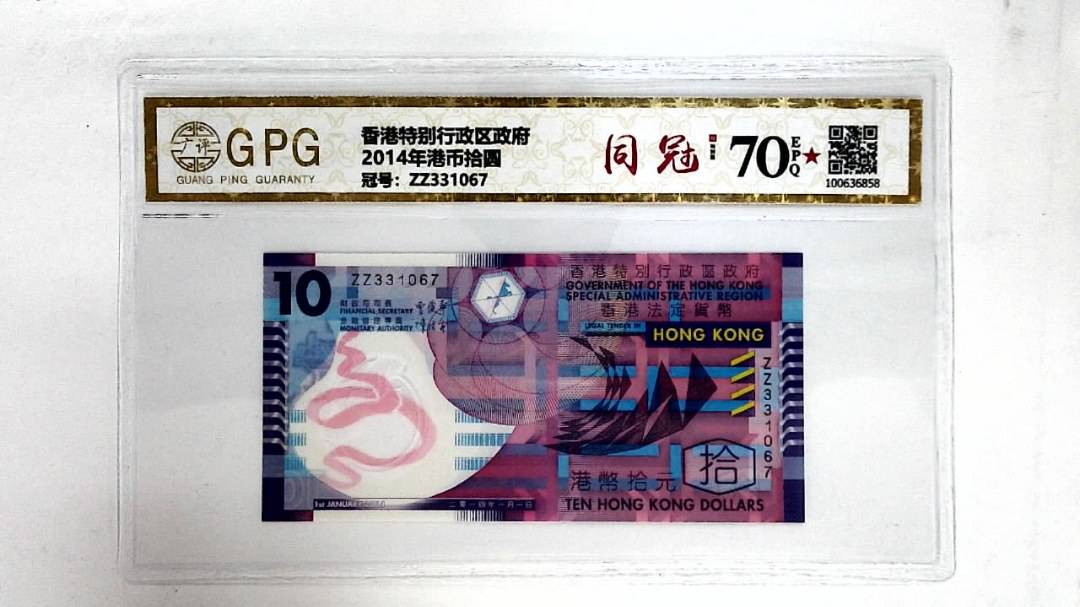 广评
GPG
GUANG PING GUARANTY
香港特别行政区政府
2014年港币拾圆
冠号：ZZ331067
同冠
70
EPQ
★
100636858
10
ZZ331067
財政司司長
FINANCIAL SECRETARY
金融管理專員
MONETARY AUTHORITY
香港特別行政區政府
GOVERNMENT OF THE HONG KONG
SPECIAL ADMINISTRATIVE REGION
香港法定貨幣
LEGAL TENDER IN
HONG KONG
ZZ331067
拾
港幣拾元
TEN HONG KONG DOLLARS
1st JANUARY
二零一四年一月一日